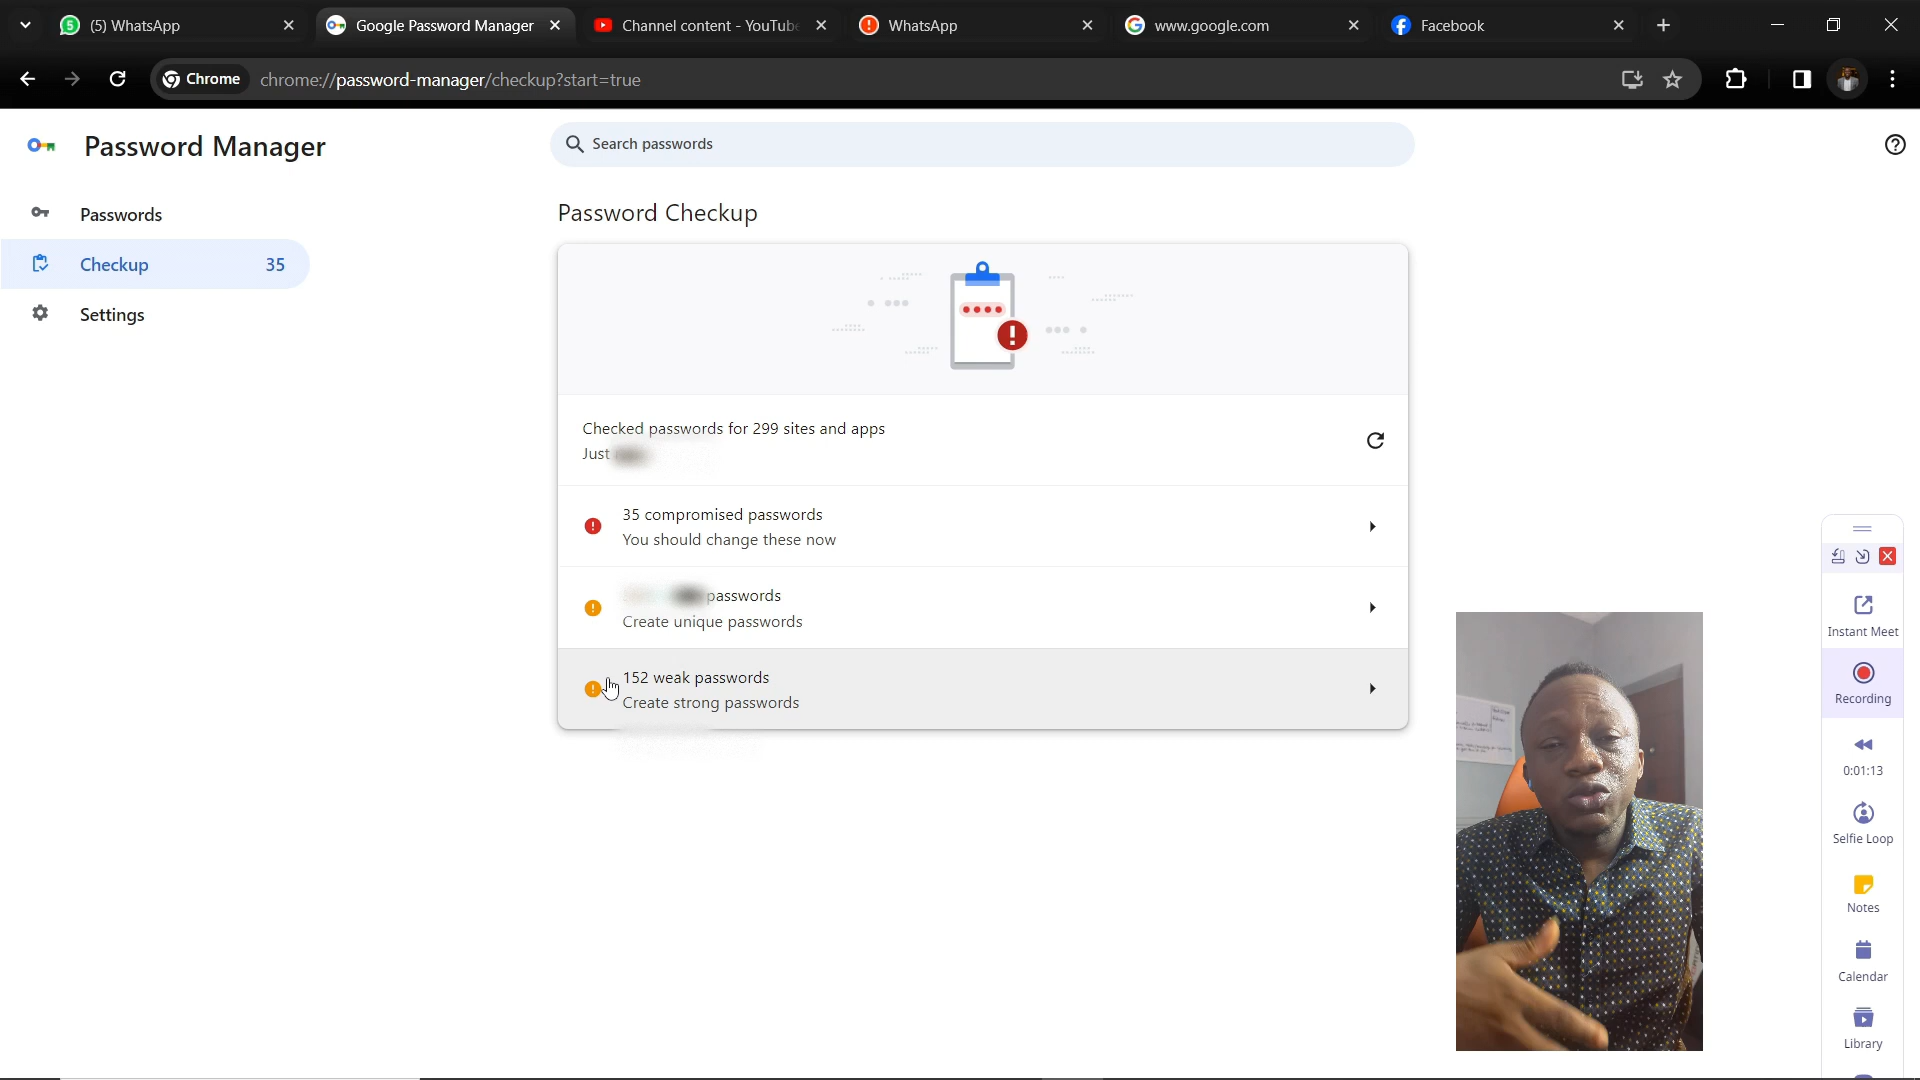 (5) WhatsApp
Google Password Manager
Channel content - YouTube
WhatsApp
www.google.com
Facebook
Chrome
chrome://password-manager/checkup?start=true
Password Manager
Search passwords
Passwords
Checkup 35
Settings
Password Checkup
Checked passwords for 299 sites and apps
Just
35 compromised passwords
You should change these now
passwords
Create unique passwords
152 weak passwords
Create strong passwords
Instant Meet
Recording
0:01:13
Selfie Loop
Notes
Calendar
Library